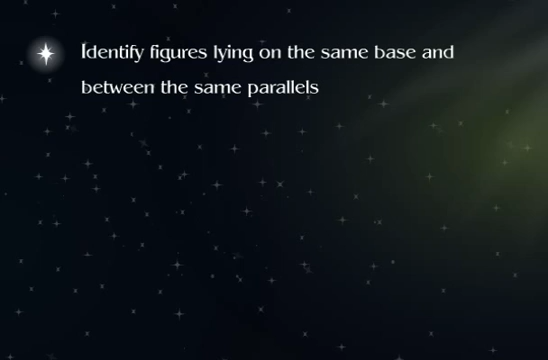 Identify figures lying on the same base and
between the same parallels